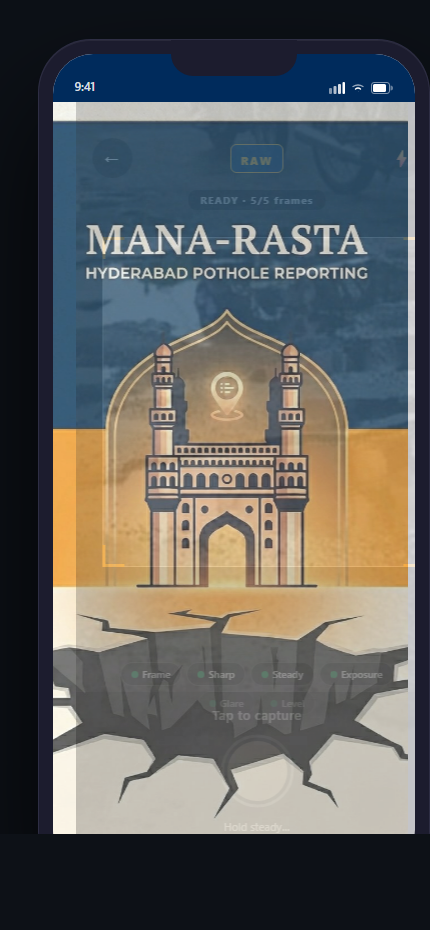 9:41
←
RAW
READY · 5/5 frames
MANA-RASTA
HYDERABAD POTHOLE REPORTING
Frame Sharp Steady Exposure
Glare Level
Tap to capture
Hold steady...